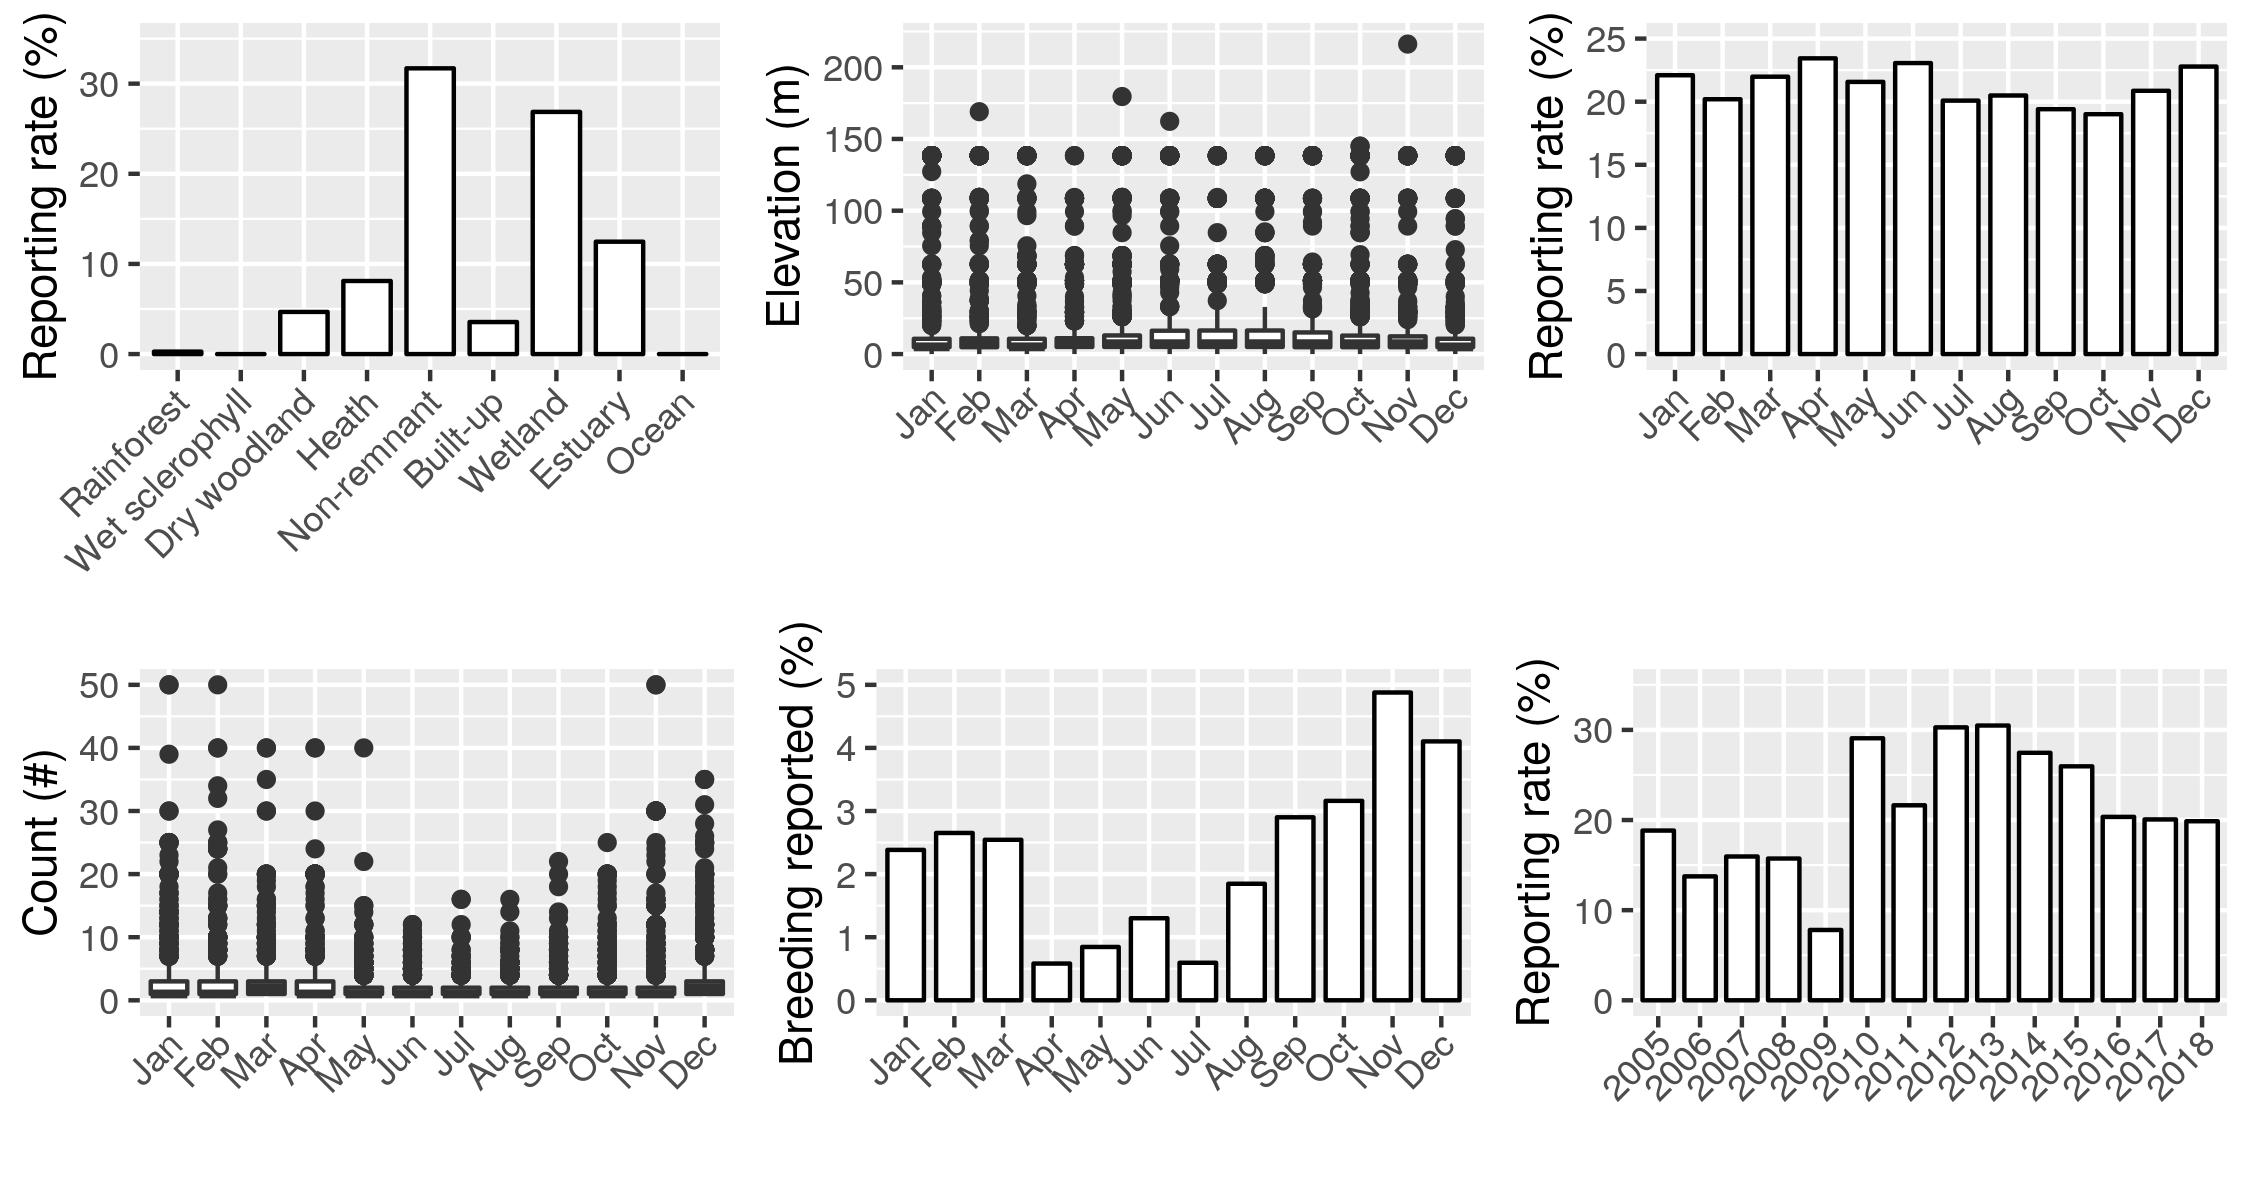 Reporting rate (%)
30
20
10
0
Rainforest
Wet sclerophyll
Dry woodland
Heath
Non-remnant
Built-up
Wetland
Estuary
Ocean
Elevation (m)
200
150
100
50
0
Jan
Feb
Mar
Apr
May
Jun
Jul
Aug
Sep
Oct
Nov
Dec
Reporting rate (%)
25
20
15
10
5
0
Jan
Feb
Mar
Apr
May
Jun
Jul
Aug
Sep
Oct
Nov
Dec
Count (#)
50
40
30
20
10
0
Jan
Feb
Mar
Apr
May
Jun
Jul
Aug
Sep
Oct
Nov
Dec
Breeding reported (%)
5
4
3
2
1
0
Jan
Feb
Mar
Apr
May
Jun
Jul
Aug
Sep
Oct
Nov
Dec
Reporting rate (%)
30
20
10
0
2005
2006
2007
2008
2009
2010
2011
2012
2013
2014
2015
2016
2017
2018